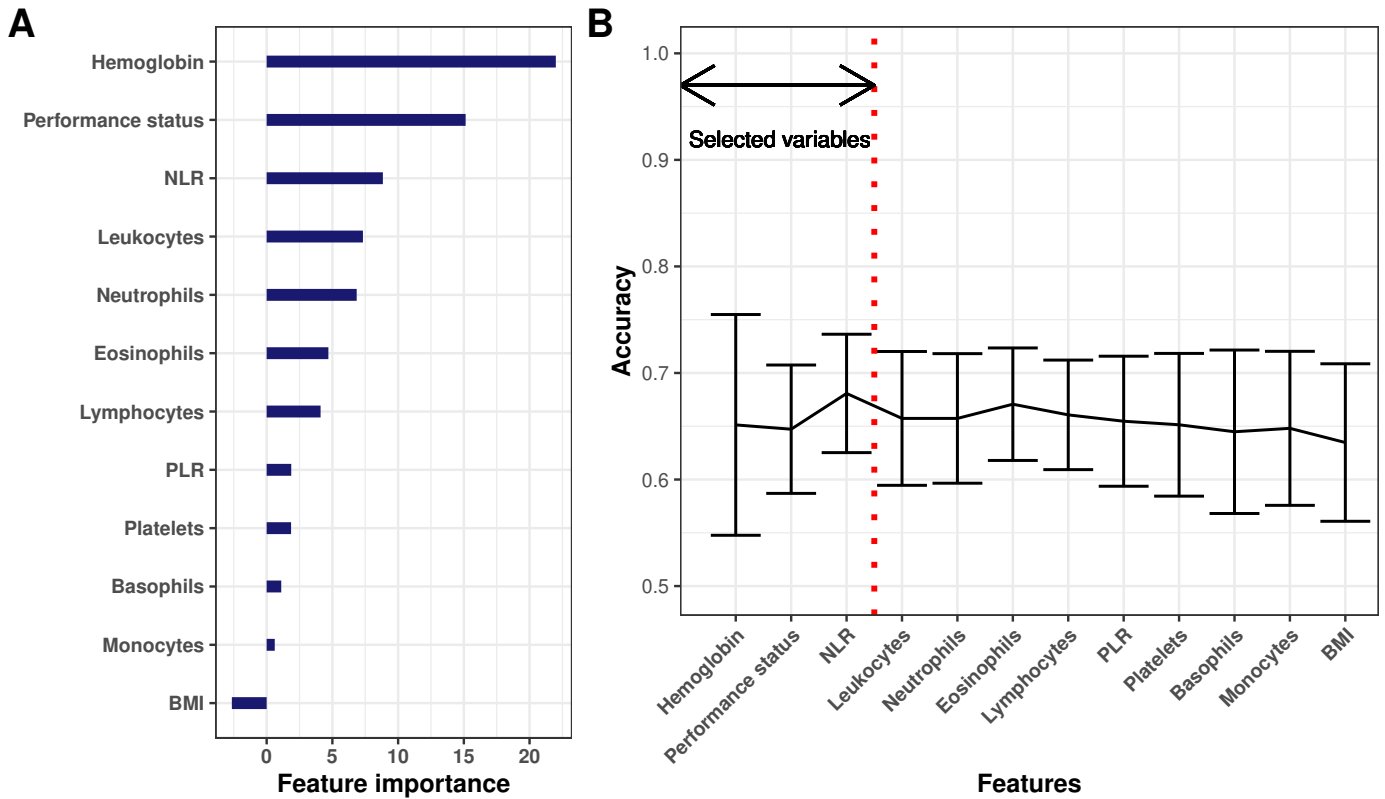 A
Hemoglobin
Performance status
NLR
Leukocytes
Neutrophils
Eosinophils
Lymphocytes
PLR
Platelets
Basophils
Monocytes
BMI
0 5 10 15 20
Feature importance
B
1.0
0.9
0.8
0.7
0.6
0.5
Accuracy
Selected variables
Hemoglobin
Performance status
NLR
Leukocytes
Neutrophils
Eosinophils
Lymphocytes
PLR
Platelets
Basophils
Monocytes
BMI
Features